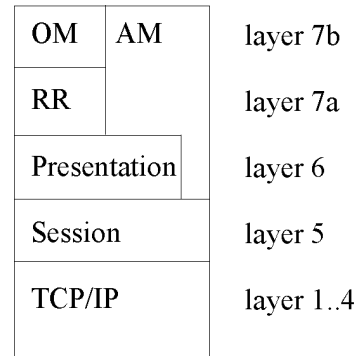 OM AM layer 7b
RR layer 7a
Presentation layer 6
Session layer 5
TCP/IP layer 1..4